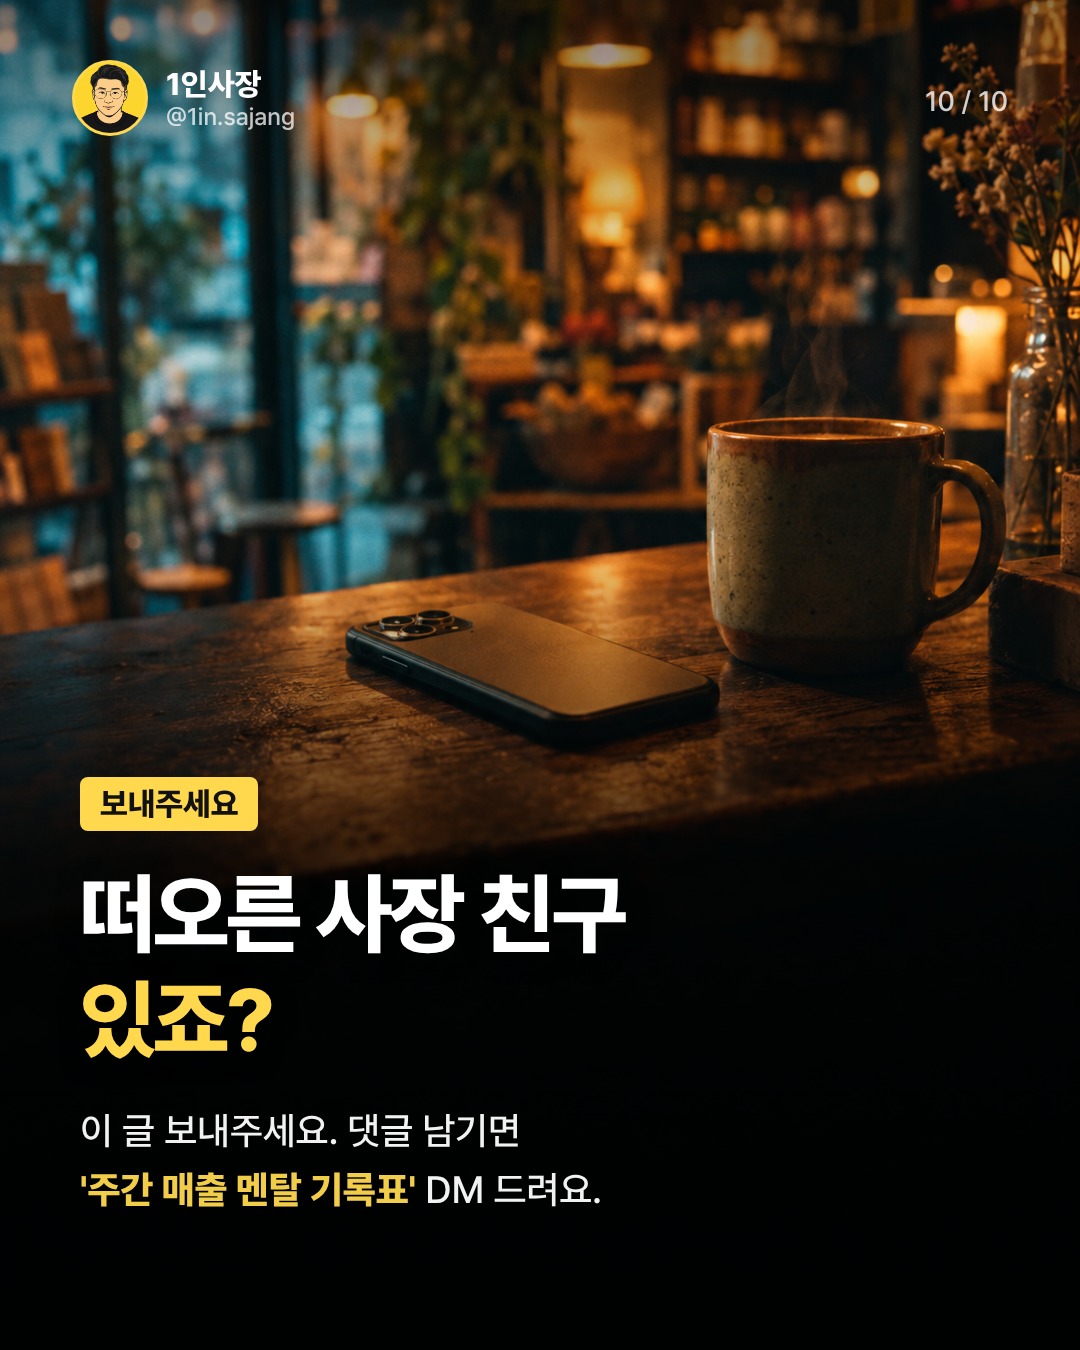 1인사장
@1in.sajang
10 / 10
보내주세요
떠오른 사장 친구
있죠?
이 글 보내주세요. 댓글 남기면
'주간 매출 멘탈 기록표' DM 드려요.